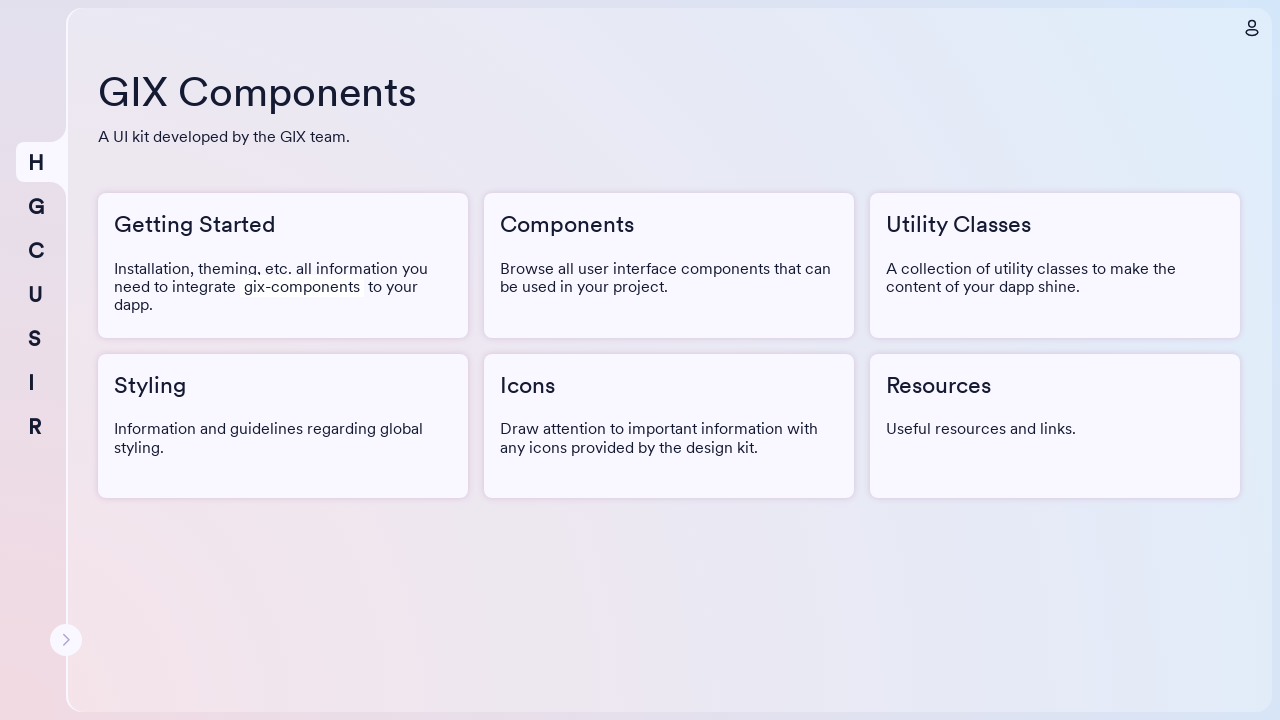 GIX Components
A UI kit developed by the GIX team.
H
G
C
U
S
I
R
Getting Started
Installation, theming, etc. all information you
need to integrate gix-components to your
dapp.
Components
Browse all user interface components that can
be used in your project.
Utility Classes
A collection of utility classes to make the
content of your dapp shine.
Styling
Information and guidelines regarding global
styling.
Icons
Draw attention to important information with
any icons provided by the design kit.
Resources
Useful resources and links.